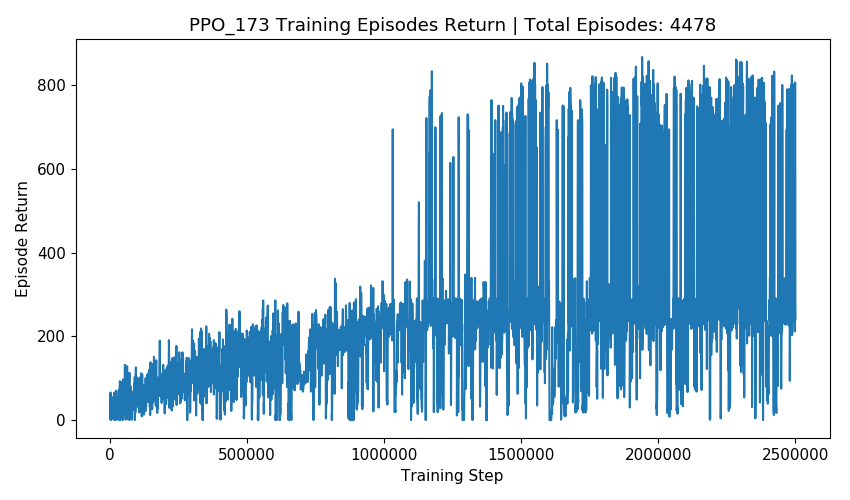 PPO_173 Training Episodes Return | Total Episodes: 4478
800
600
400
200
0
Episode Return
0 500000 1000000 1500000 2000000 2500000
Training Step